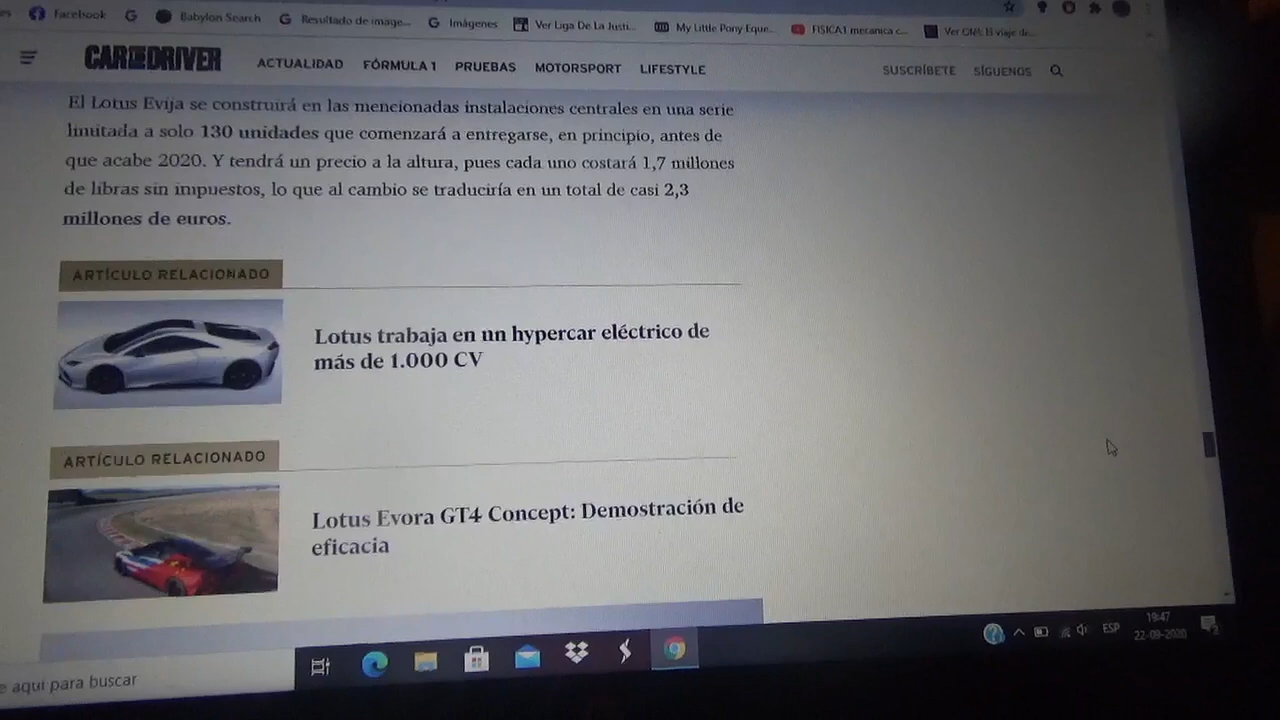 es Facebook G Babylon Search Resultado de image... Imágenes Ver Liga De La Justi... My Little Pony Eque... FISICA1 mecanica c...
CAR AND DRIVER ACTUALIDAD FÓRMULA 1 PRUEBAS MOTORSPORT LIFESTYLE SUSCRÍBETE SÍGUENOS
El Lotus Evija se construirá en las mencionadas instalaciones centrales en una serie
limitada a solo 130 unidades que comenzará a entregarse, en principio, antes de
que acabe 2020. Y tendrá un precio a la altura, pues cada uno costará 1,7 millones
de libras sin impuestos, lo que al cambio se traduciría en un total de casi 2,3
millones de euros.
ARTÍCULO RELACIONADO
Lotus trabaja en un hypercar eléctrico de
más de 1.000 CV
ARTÍCULO RELACIONADO
Lotus Evora GT4 Concept: Demostración de
eficacia
e aquí para buscar
ESP
19:47
22-09-2020